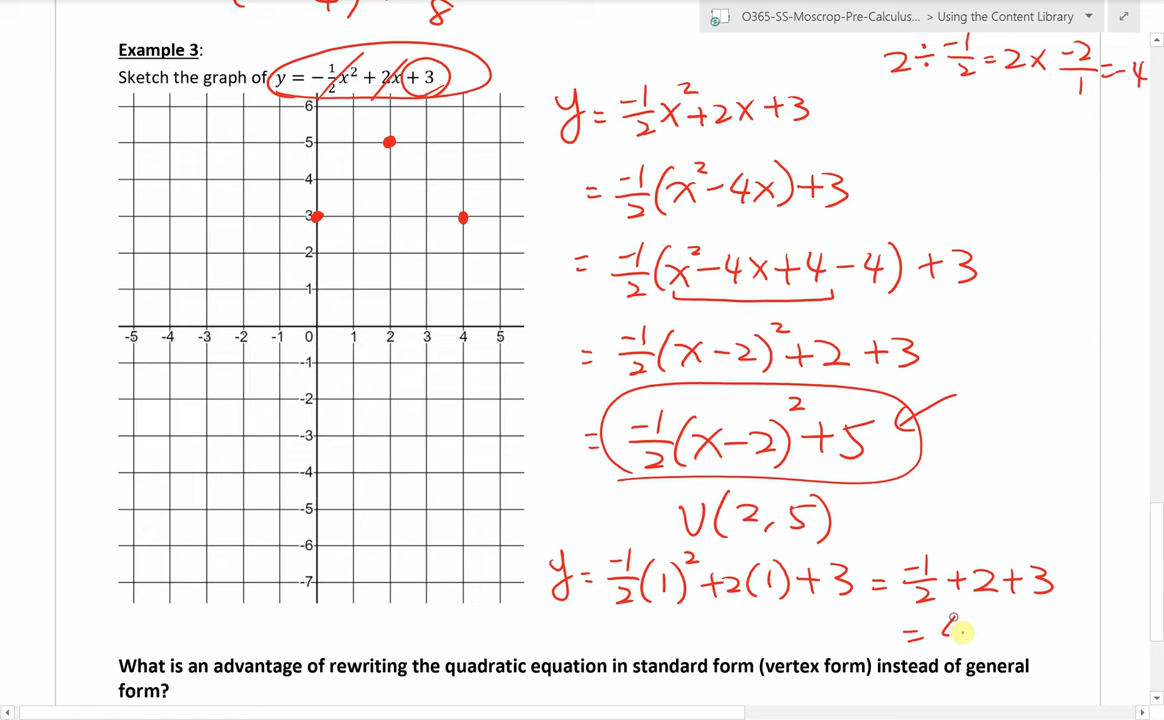 O365-SS-Moscrop-Pre-Calculus... > Using the Content Library
8
2 ÷ -1/2 = 2 × -2/1 = -4
Example 3:
Sketch the graph of y = −1/2x² + 2x + 3
y = -1/2x² + 2x + 3
= -1/2(x² - 4x) + 3
= -1/2(x² - 4x + 4 - 4) + 3
= -1/2(x - 2)² + 2 + 3
= -1/2(x - 2)² + 5
V(2, 5)
y = -1/2(1)² + 2(1) + 3 = -1/2 + 2 + 3
=
6
5
4
3
2
1
-5 -4 -3 -2 -1 0 1 2 3 4 5
-1
-2
-3
-4
-5
-6
-7
What is an advantage of rewriting the quadratic equation in standard form (vertex form) instead of general
form?